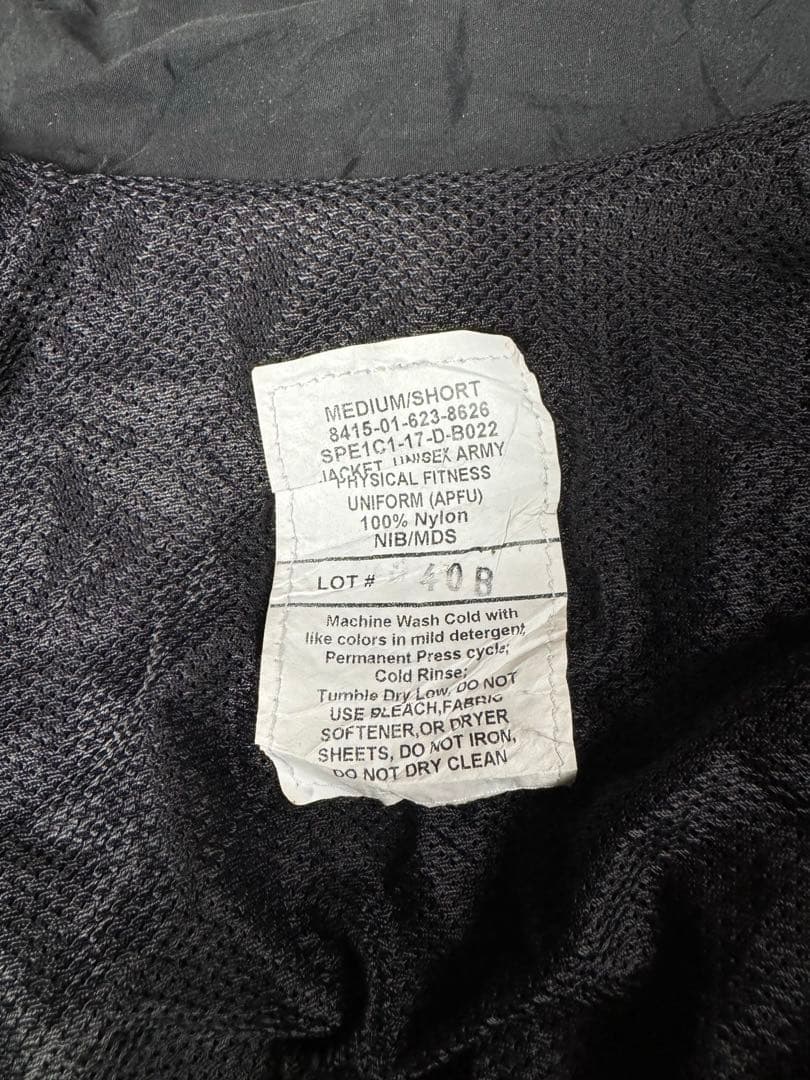 MEDIUM/SHORT
8415-01-623-8626
SPE1C1-17-D-B022
JACKET, UNISEX ARMY
PHYSICAL FITNESS
UNIFORM (APFU)
100% Nylon
NIB/MDS
LOT # 40B
Machine Wash Cold with
like colors in mild detergent,
Permanent Press cycle;
Cold Rinse;
Tumble Dry Low, DO NOT
USE BLEACH,FABRIC
SOFTENER,OR DRYER
SHEETS, DO NOT IRON,
DO NOT DRY CLEAN